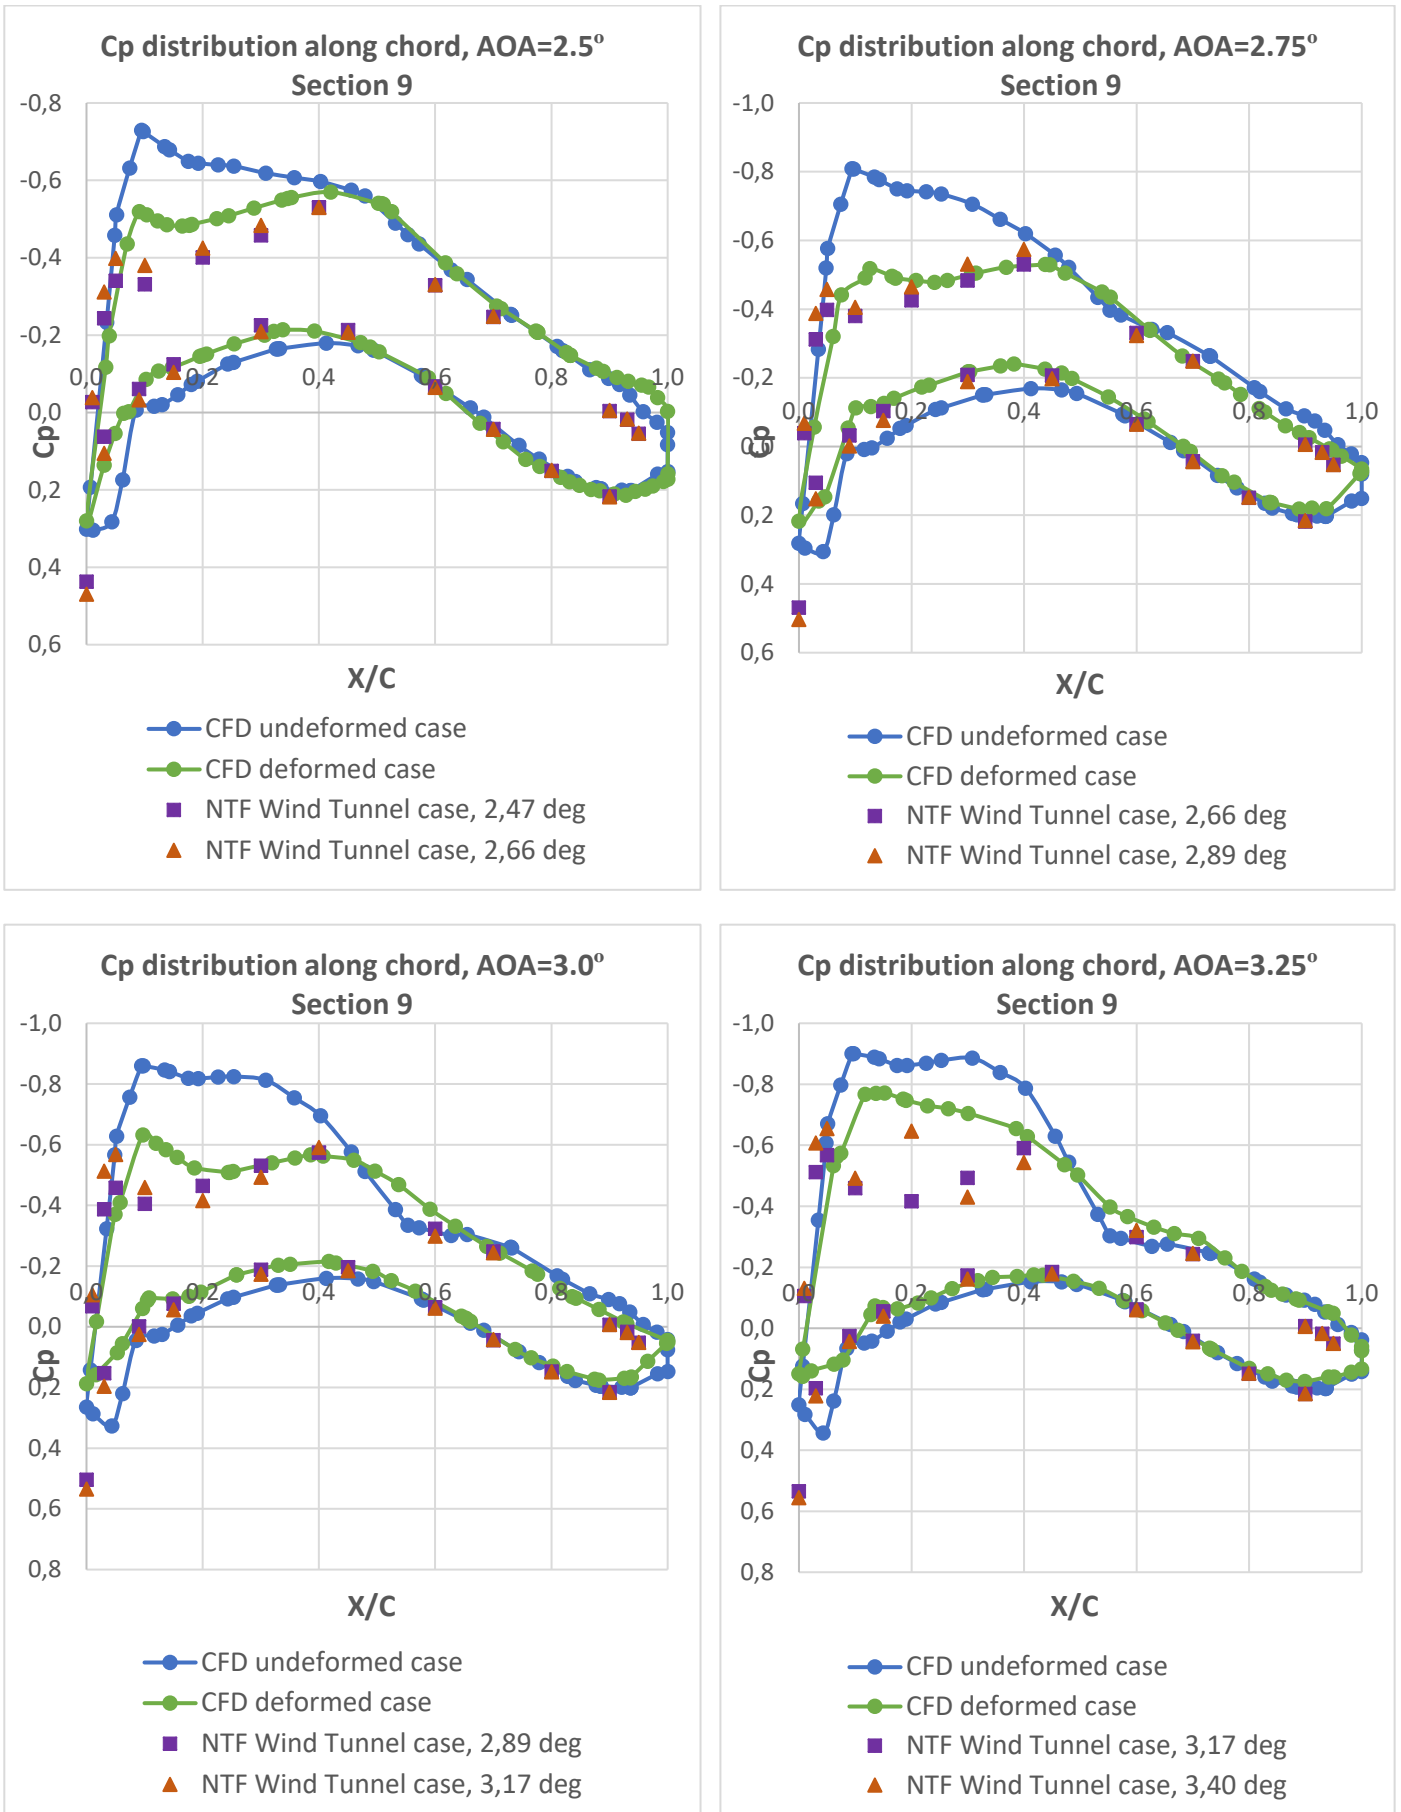 Cp distribution along chord, AOA=2.5º
Section 9
-0,8
-0,6
-0,4
-0,2
0,0
0,2
0,4
0,6
0,0 0,2 0,4 0,6 0,8 1,0
Cp
X/C
CFD undeformed case
CFD deformed case
NTF Wind Tunnel case, 2,47 deg
NTF Wind Tunnel case, 2,66 deg
Cp distribution along chord, AOA=2.75º
Section 9
-1,0
-0,8
-0,6
-0,4
-0,2
0,0
0,2
0,4
0,6
0,0 0,2 0,4 0,6 0,8 1,0
Cp
X/C
CFD undeformed case
CFD deformed case
NTF Wind Tunnel case, 2,66 deg
NTF Wind Tunnel case, 2,89 deg
Cp distribution along chord, AOA=3.0º
Section 9
-1,0
-0,8
-0,6
-0,4
-0,2
0,0
0,2
0,4
0,6
0,8
0,0 0,2 0,4 0,6 0,8 1,0
Cp
X/C
CFD undeformed case
CFD deformed case
NTF Wind Tunnel case, 2,89 deg
NTF Wind Tunnel case, 3,17 deg
Cp distribution along chord, AOA=3.25º
Section 9
-1,0
-0,8
-0,6
-0,4
-0,2
0,0
0,2
0,4
0,6
0,8
0,0 0,2 0,4 0,6 0,8 1,0
Cp
X/C
CFD undeformed case
CFD deformed case
NTF Wind Tunnel case, 3,17 deg
NTF Wind Tunnel case, 3,40 deg